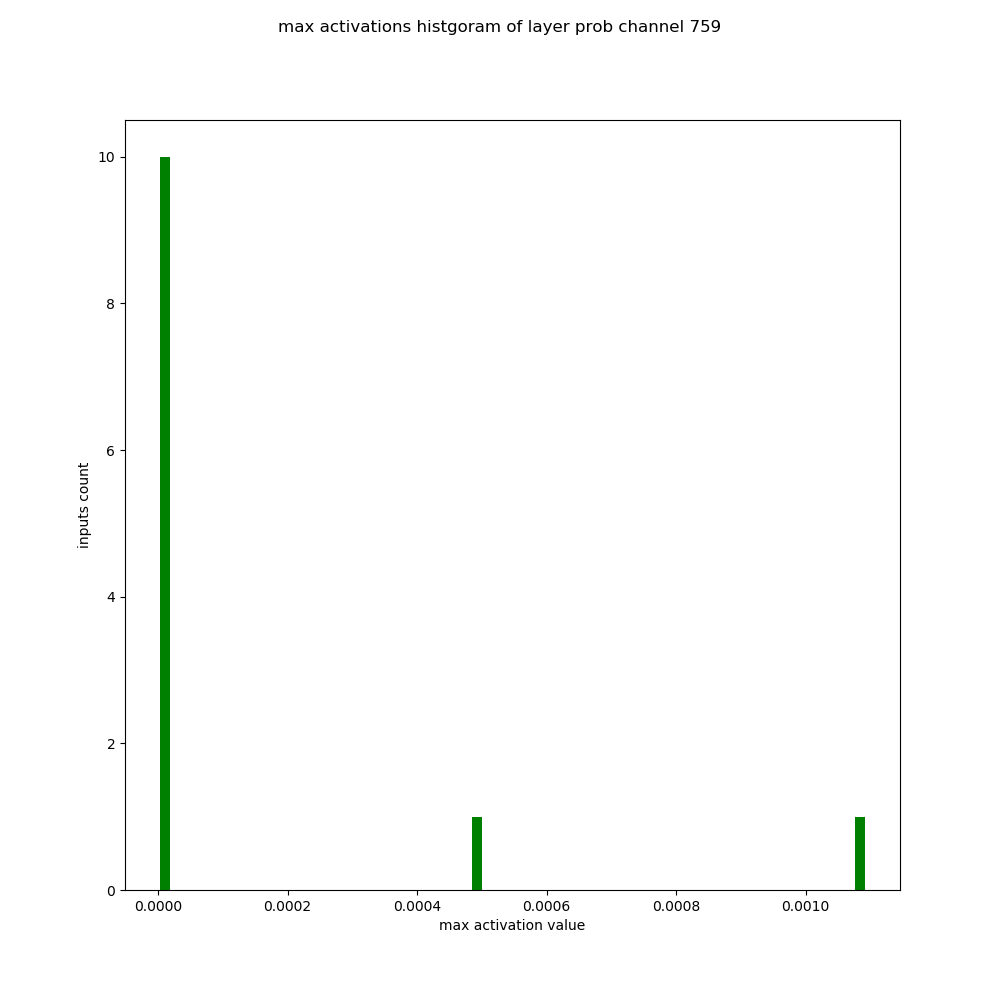 max activations histgoram of layer prob channel 759
10
8
6
4
2
0
inputs count
0.0000 0.0002 0.0004 0.0006 0.0008 0.0010
max activation value